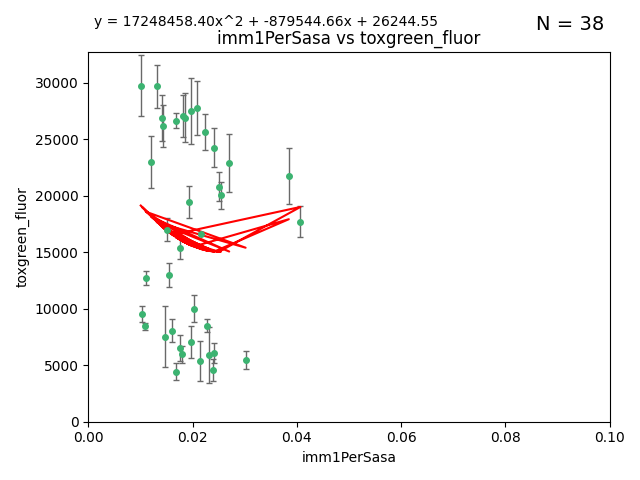 y = 17248458.40x^2 + -879544.66x + 26244.55
N = 38
imm1PerSasa vs toxgreen_fluor
30000
25000
20000
15000
10000
5000
0
toxgreen_fluor
0.00 0.02 0.04 0.06 0.08 0.10
imm1PerSasa